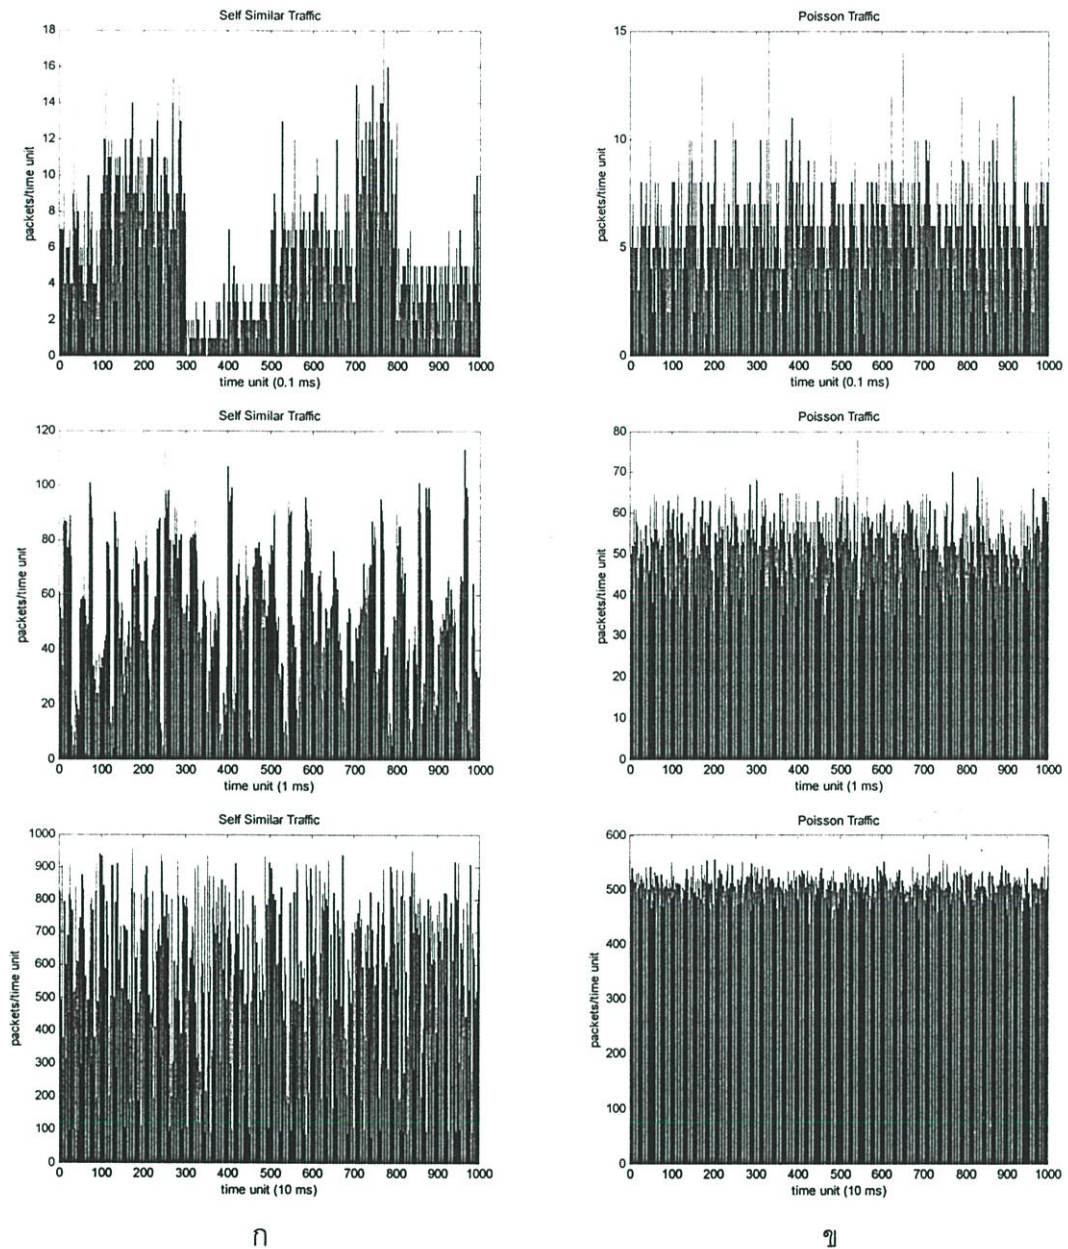 Self Similar Traffic
18
16
14
12
10
8
6
4
2
0
packets/time unit
0 100 200 300 400 500 600 700 800 900 1000
time unit (0.1 ms)
Poisson Traffic
15
10
5
0
packets/time unit
0 100 200 300 400 500 600 700 800 900 1000
time unit (0.1 ms)
Self Similar Traffic
120
100
80
60
40
20
0
packets/time unit
0 100 200 300 400 500 600 700 800 900 1000
time unit (1 ms)
Poisson Traffic
80
70
60
50
40
30
20
10
0
packets/time unit
0 100 200 300 400 500 600 700 800 900 1000
time unit (1 ms)
Self Similar Traffic
1000
900
800
700
600
500
400
300
200
100
0
packets/time unit
0 100 200 300 400 500 600 700 800 900 1000
time unit (10 ms)
Poisson Traffic
600
500
400
300
200
100
0
packets/time unit
0 100 200 300 400 500 600 700 800 900 1000
time unit (10 ms)
ก
ข